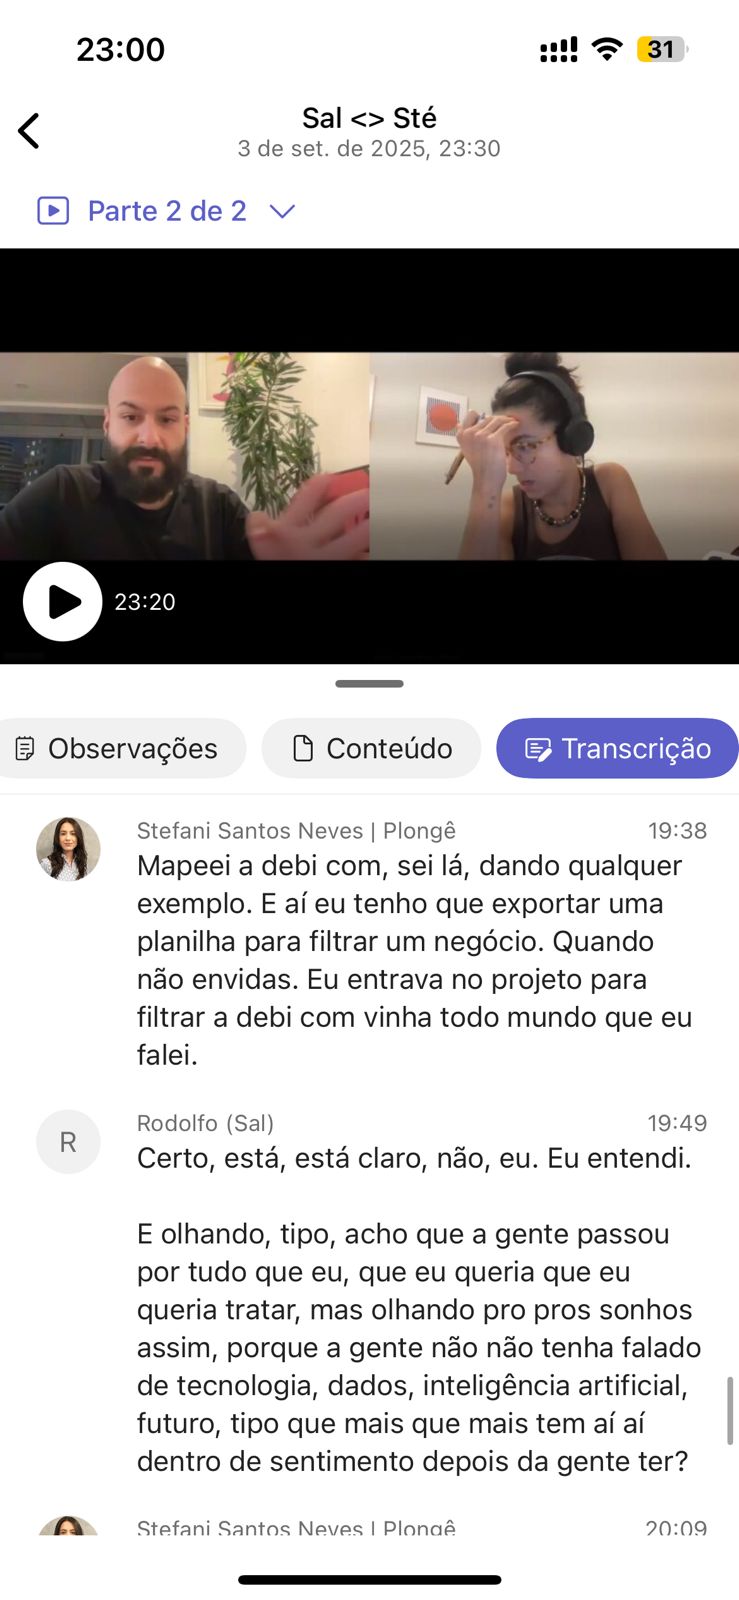 23:00
31
Sal <> Sté
3 de set. de 2025, 23:30
Parte 2 de 2
23:20
Observações
Conteúdo
Transcrição
Stefani Santos Neves | Plongê
19:38
Mapeei a debi com, sei lá, dando qualquer
exemplo. E aí eu tenho que exportar uma
planilha para filtrar um negócio. Quando
não envidas. Eu entrava no projeto para
filtrar a debi com vinha todo mundo que eu
falei.
R
Rodolfo (Sal)
19:49
Certo, está, está claro, não, eu. Eu entendi.
E olhando, tipo, acho que a gente passou
por tudo que eu, que eu queria que eu
queria tratar, mas olhando pro pros sonhos
assim, porque a gente não não tenha falado
de tecnologia, dados, inteligência artificial,
futuro, tipo que mais que mais tem aí aí
dentro de sentimento depois da gente ter?
Stefani Santos Neves | Plongê
20:09